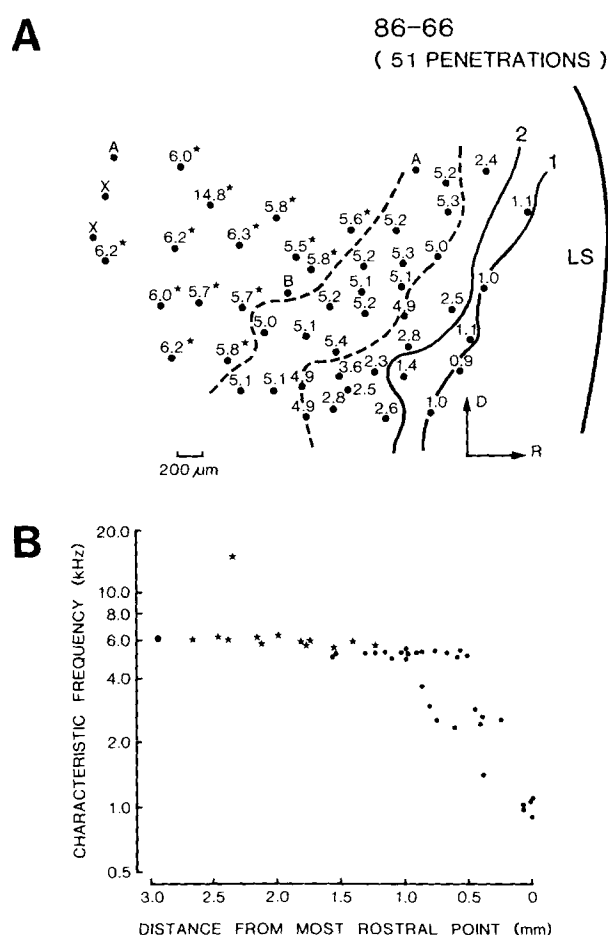 A
86-66
( 51 PENETRATIONS )
A 6.0* A 5.2 2.4 2 1
X 14.8* 5.8* 5.6* 5.2 5.3 1.1
X 6.2* 6.2* 6.3* 5.5* 5.8* 5.2 5.3 5.0 LS
6.0* 5.7* 5.7* B 5.2 5.1 5.2 5.1 4.9 2.5 1.0
6.2* 5.8* 5.0 5.1 5.4 2.8 1.1
5.1 5.1 4.9 3.6 2.3 1.4 0.9
4.9 2.8 2.5 2.6 1.0
D
R
200 μm
B
CHARACTERISTIC FREQUENCY (kHz)
20.0
10.0
8.0
6.0
4.0
2.0
1.0
0.5
3.0 2.5 2.0 1.5 1.0 0.5 0
DISTANCE FROM MOST ROSTRAL POINT (mm)